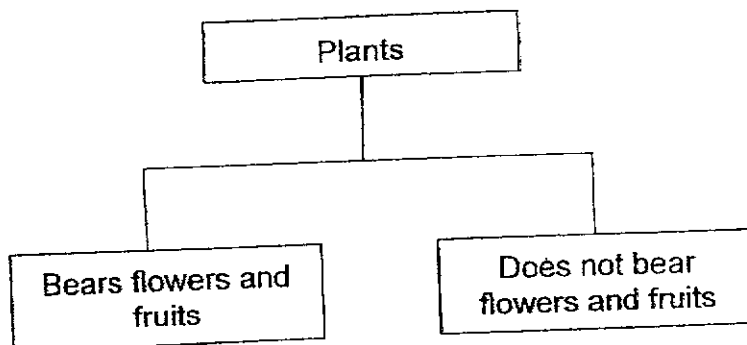 Plants
Bears flowers and
fruits
Does not bear
flowers and fruits